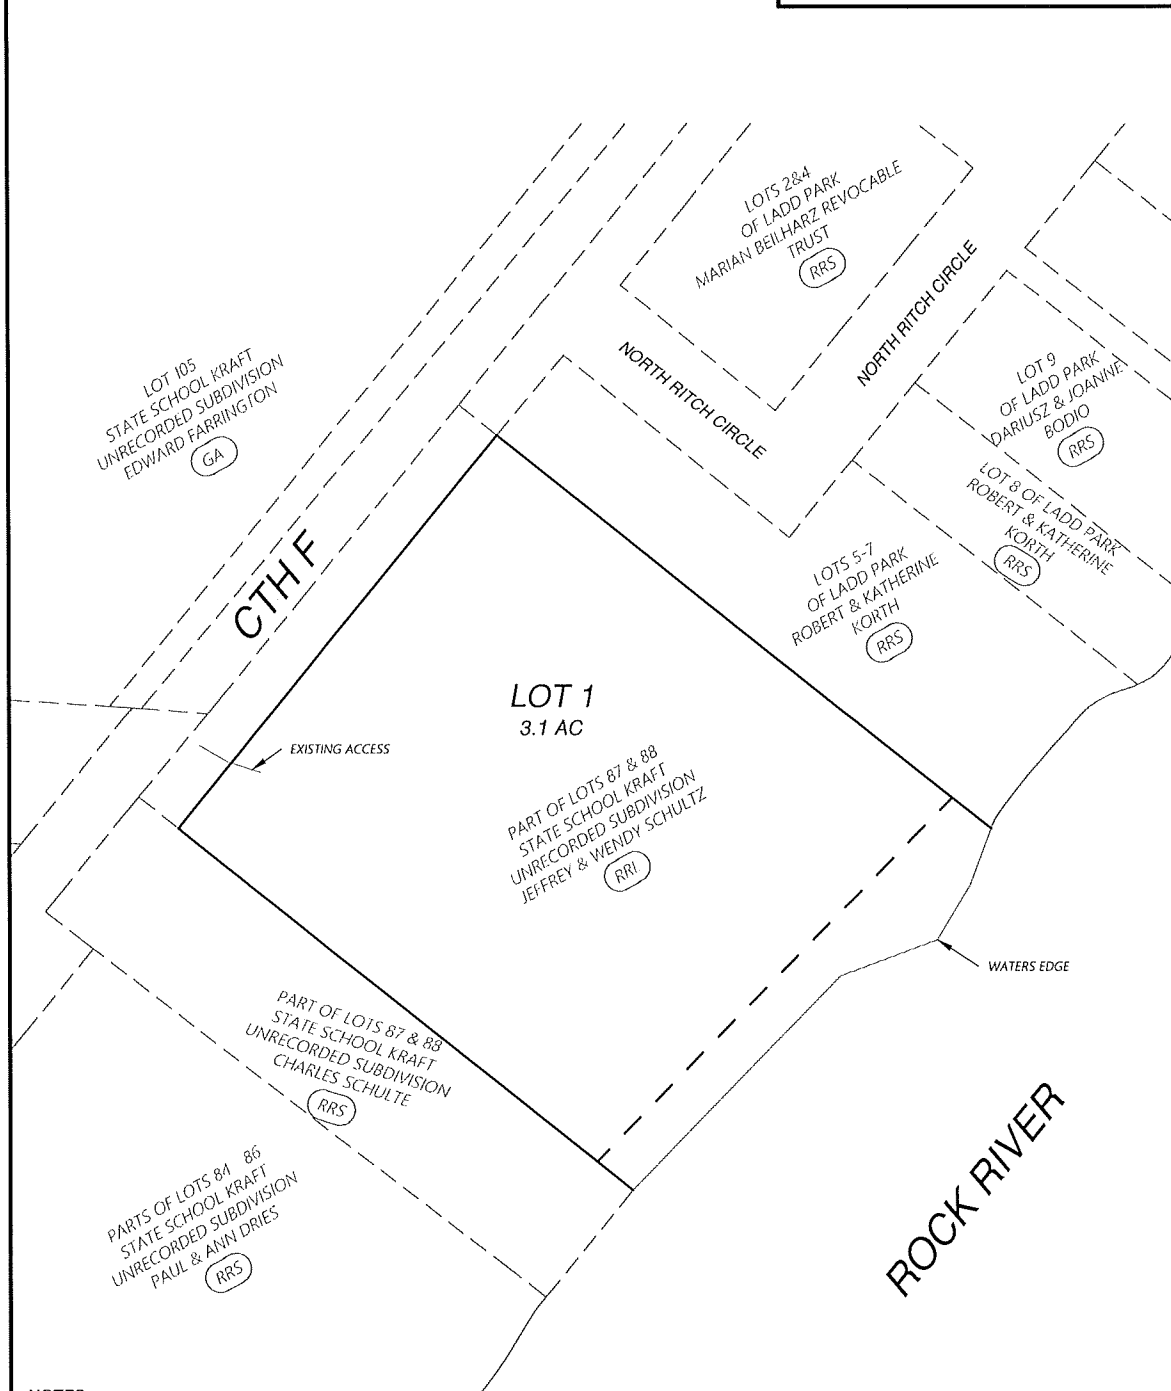 LOTS 2&4
OF LADD PARK
MARIAN BEILHARZ REVOCABLE
TRUST
RRS
NORTH RITCH CIRCLE
NORTH RITCH CIRCLE
LOT 105
STATE SCHOOL KRAFT
UNRECORDED SUBDIVISION
EDWARD FARRINGTON
GA
LOT 9
OF LADD PARK
DARIUSZ & JOANNE
BODIO
RRS
LOT 8 OF LADD PARK
ROBERT & KATHERINE
KORTH
RRS
CTH F
LOTS 5-7
OF LADD PARK
ROBERT & KATHERINE
KORTH
RRS
LOT 1
3.1 AC
EXISTING ACCESS
PART OF LOTS 87 & 88
STATE SCHOOL KRAFT
UNRECORDED SUBDIVISION
JEFFREY & WENDY SCHULTZ
RRI
WATERS EDGE
PART OF LOTS 87 & 88
STATE SCHOOL KRAFT
UNRECORDED SUBDIVISION
CHARLES SCHULTE
RRS
ROCK RIVER
PARTS OF LOTS 84 86
STATE SCHOOL KRAFT
UNRECORDED SUBDIVISION
PAUL & ANN DRIES
RRS